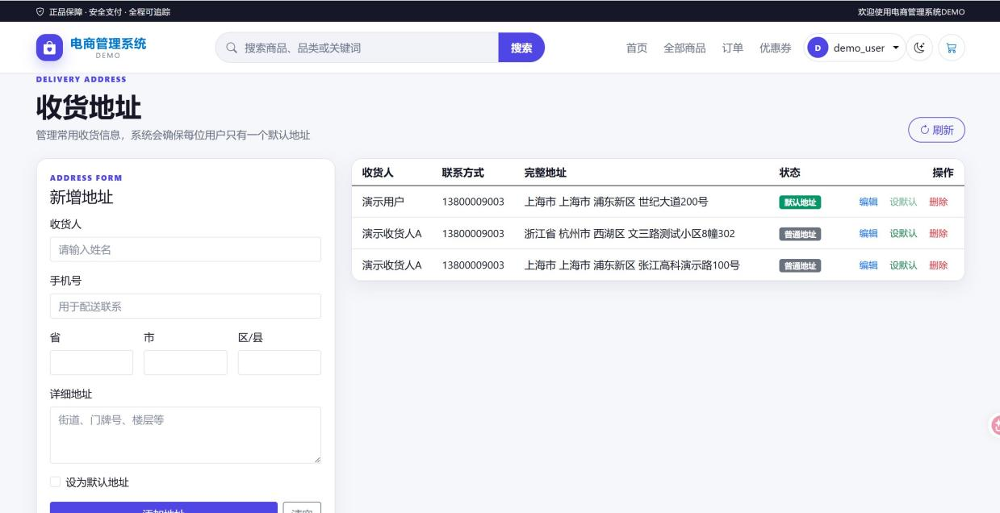 正品保障 · 安全支付 · 全程可追踪
欢迎使用电商管理系统DEMO
电商管理系统
DEMO
搜索商品、品类或关键词
搜索
首页 全部商品 订单 优惠券
D demo_user
DELIVERY ADDRESS
收货地址
管理常用收货信息，系统会确保每位用户只有一个默认地址
刷新
ADDRESS FORM
新增地址
收货人
请输入姓名
手机号
用于配送联系
省 市 区/县
详细地址
街道、门牌号、楼层等
设为默认地址
添加地址 清空
收货人 联系方式 完整地址 状态 操作
演示用户 13800009003 上海市 上海市 浦东新区 世纪大道200号 默认地址 编辑 设默认 删除
演示收货人A 13800009003 浙江省 杭州市 西湖区 文三路测试小区8幢302 普通地址 编辑 设默认 删除
演示收货人A 13800009003 上海市 上海市 浦东新区 张江高科演示路100号 普通地址 编辑 设默认 删除